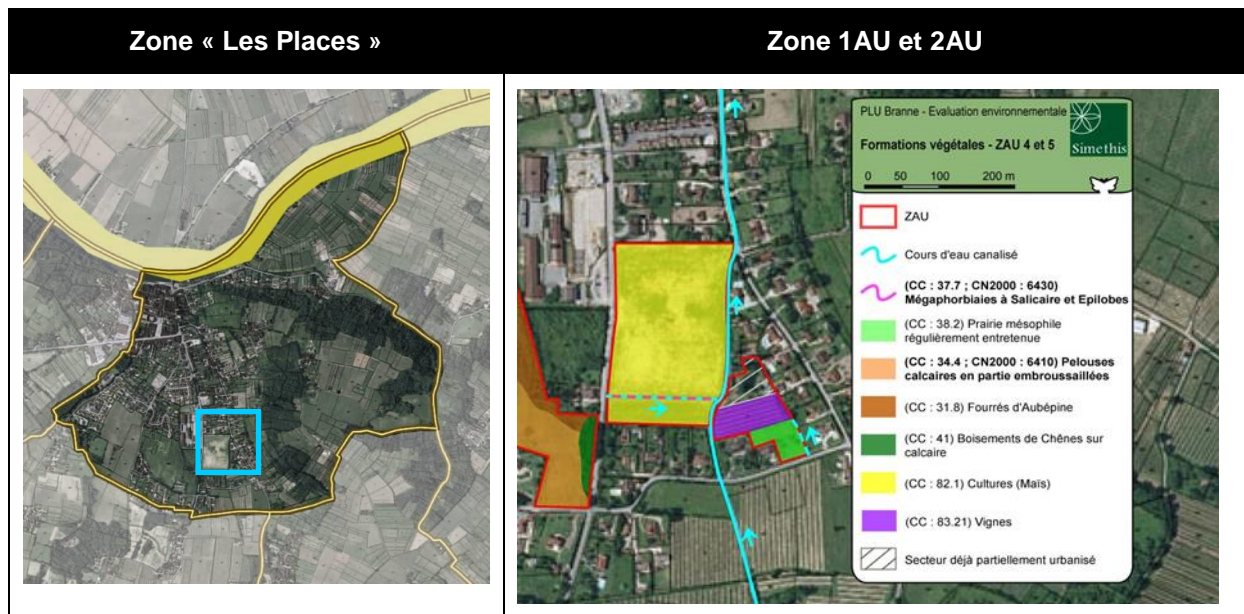 Zone « Les Places »
Zone 1AU et 2AU
PLU Branne - Evaluation environnementale
Formations végétales - ZAU 4 et 5
Simethis
0 50 100 200 m
ZAU
Cours d'eau canalisé
(CC : 37.7 ; CN2000 : 6430)
Mégaphorbiaies à Salicaire et Epilobes
(CC : 38.2) Prairie mésophile
régulièrement entretenue
(CC : 34.4 ; CN2000 : 6410) Pelouses
calcaires en partie embroussaillées
(CC : 31.8) Fourrés d'Aubépine
(CC : 41) Boisements de Chênes sur
calcaire
(CC : 82.1) Cultures (Maïs)
(CC : 83.21) Vignes
Secteur déjà partiellement urbanisé